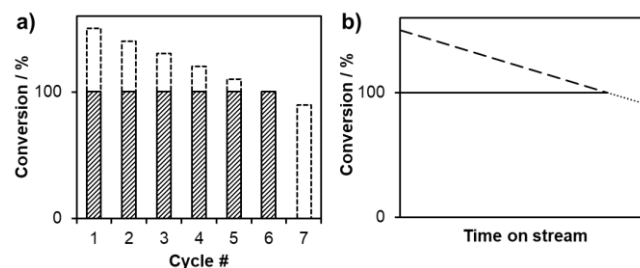 a)
Conversion / %
100
0
1 2 3 4 5 6 7
Cycle #
b)
Conversion / %
100
0
Time on stream